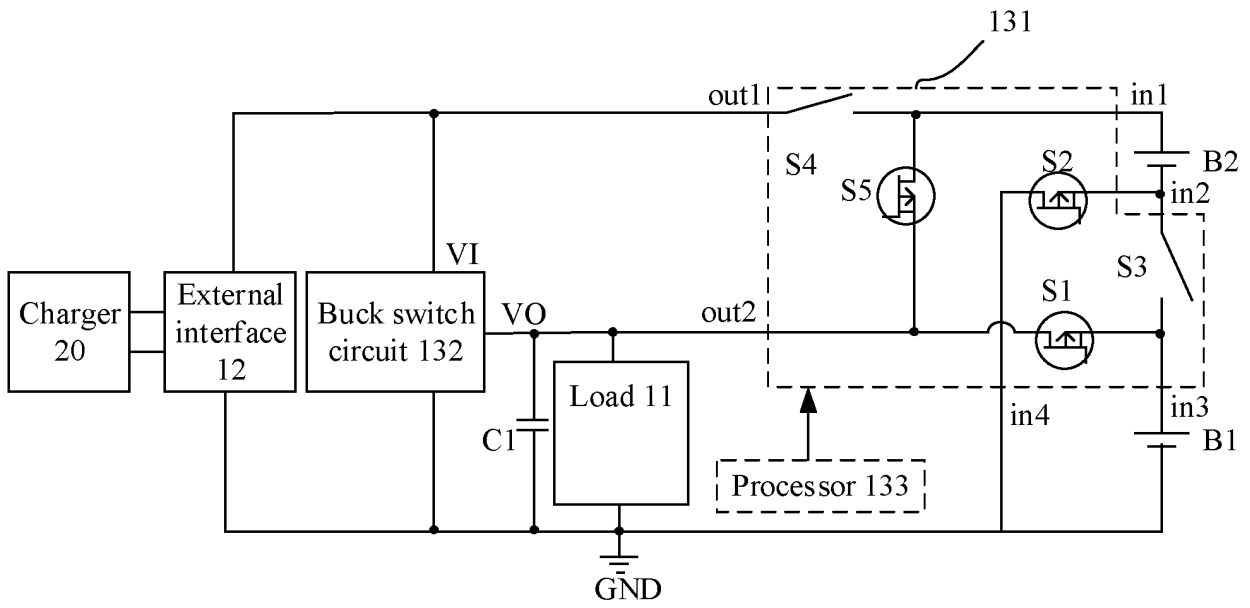 131
out1
in1
S4
S5
S2
B2
in2
S3
VI
Charger
20
External
interface
12
Buck switch
circuit 132
VO
out2
S1
Load 11
C1
in4
in3
B1
Processor 133
GND